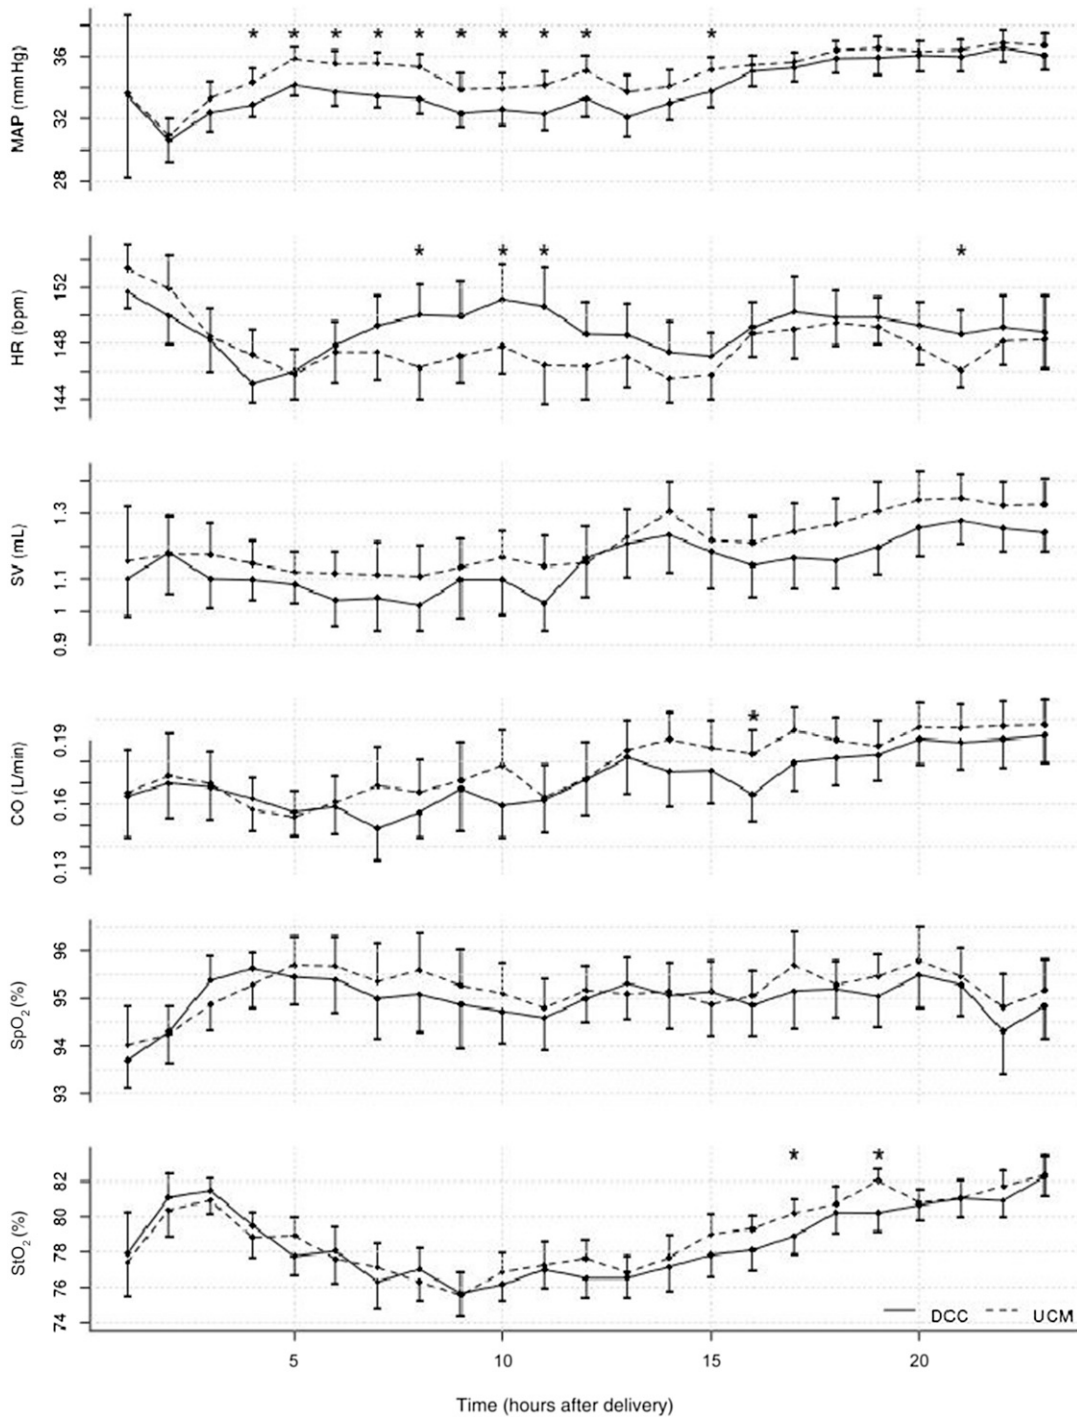 * * * * * * * * * *
MAP (mmHg)
36
32
28
* * * *
HR (bpm)
152
148
144
SV (mL)
1.3
1.1
1
0.9
*
CO (L/min)
0.19
0.16
0.13
SpO2 (%)
96
95
94
93
* *
StO2 (%)
82
80
78
76
74
DCC UCM
5 10 15 20
Time (hours after delivery)